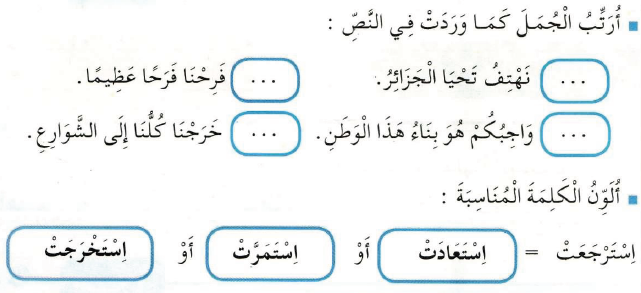 ▪ أُرَتِّبُ الْجُمَلَ كَمَا وَرَدَتْ فِي النَّصِّ :
... نَهْتِفُ تَحْيَا الْجَزَائِرُ. ... فَرِحْنَا فَرَحًا عَظِيمًا.
... وَاجِبُكُمْ هُوَ بِنَاءُ هَذَا الْوَطَنِ. ... خَرَجْنَا كُلُّنَا إِلَى الشَّوَارِعِ.
▪ أُلَوِّنُ الْكَلِمَةَ الْمُنَاسِبَةَ :
اِسْتَرْجَعَتْ = اِسْتَعَادَتْ أَوْ اِسْتَمَرَّتْ أَوْ اِسْتَخْرَجَتْ